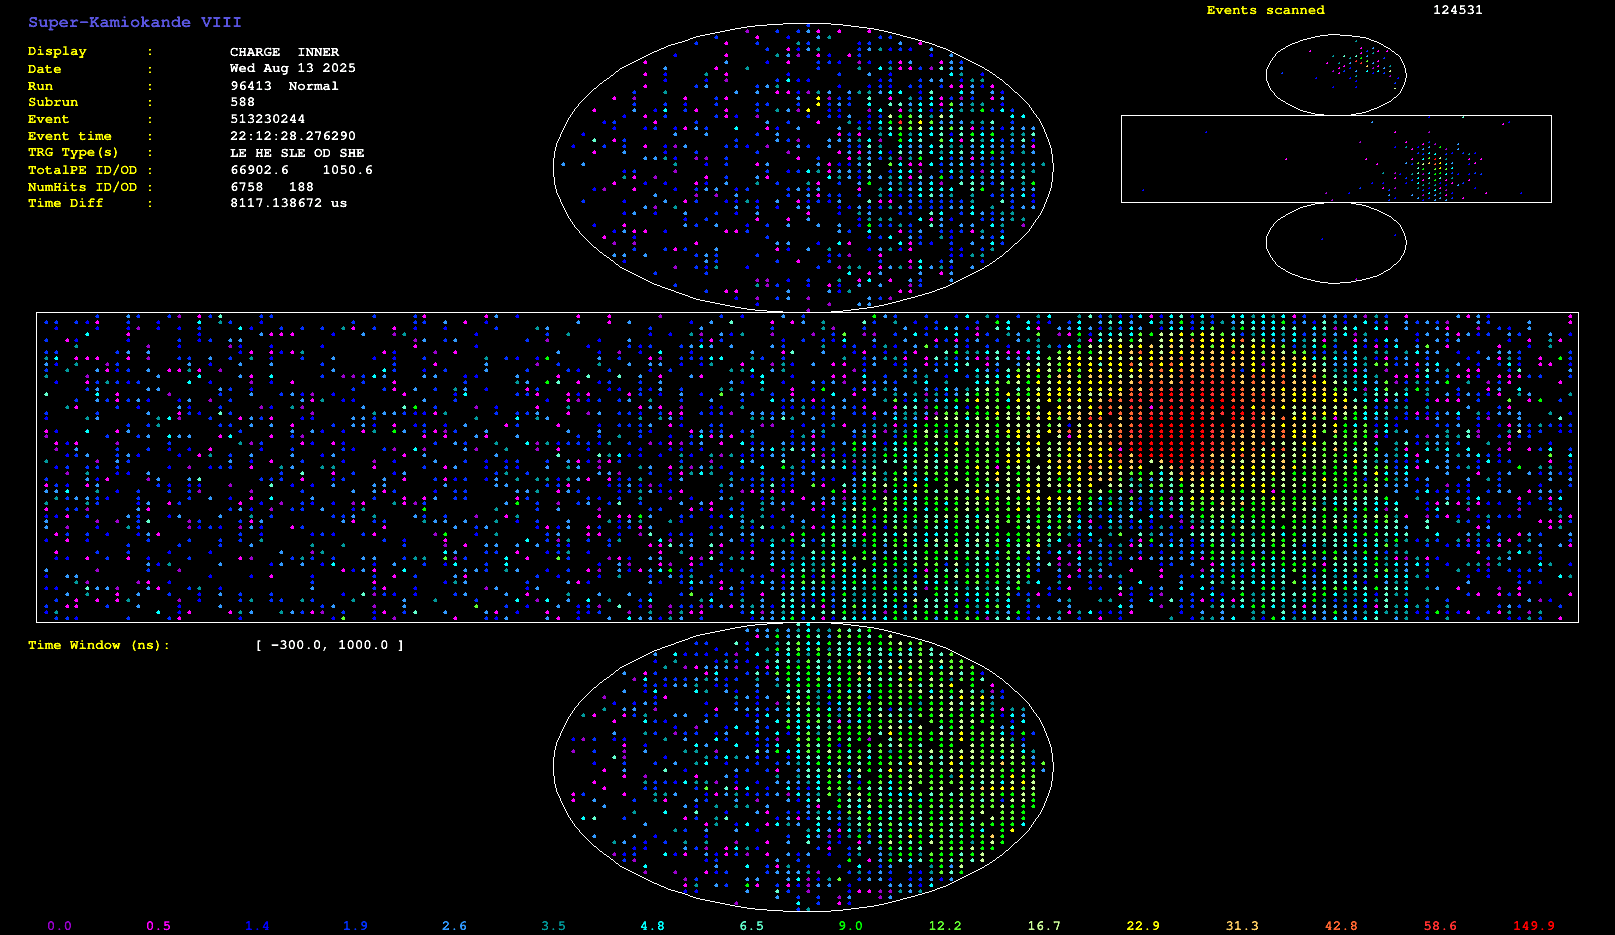 Super-Kamiokande VIII
Events scanned 124531
Display : CHARGE INNER
Date : Wed Aug 13 2025
Run : 96413 Normal
Subrun : 588
Event : 513230244
Event time : 22:12:28.276290
TRG Type(s) : LE HE SLE OD SHE
TotalPE ID/OD : 66902.6 1050.6
NumHits ID/OD : 6758 188
Time Diff : 8117.138672 us
Time Window (ns): [ -300.0, 1000.0 ]
0.0 0.5 1.4 1.9 2.6 3.5 4.8 6.5 9.0 12.2 16.7 22.9 31.3 42.8 58.6 149.9